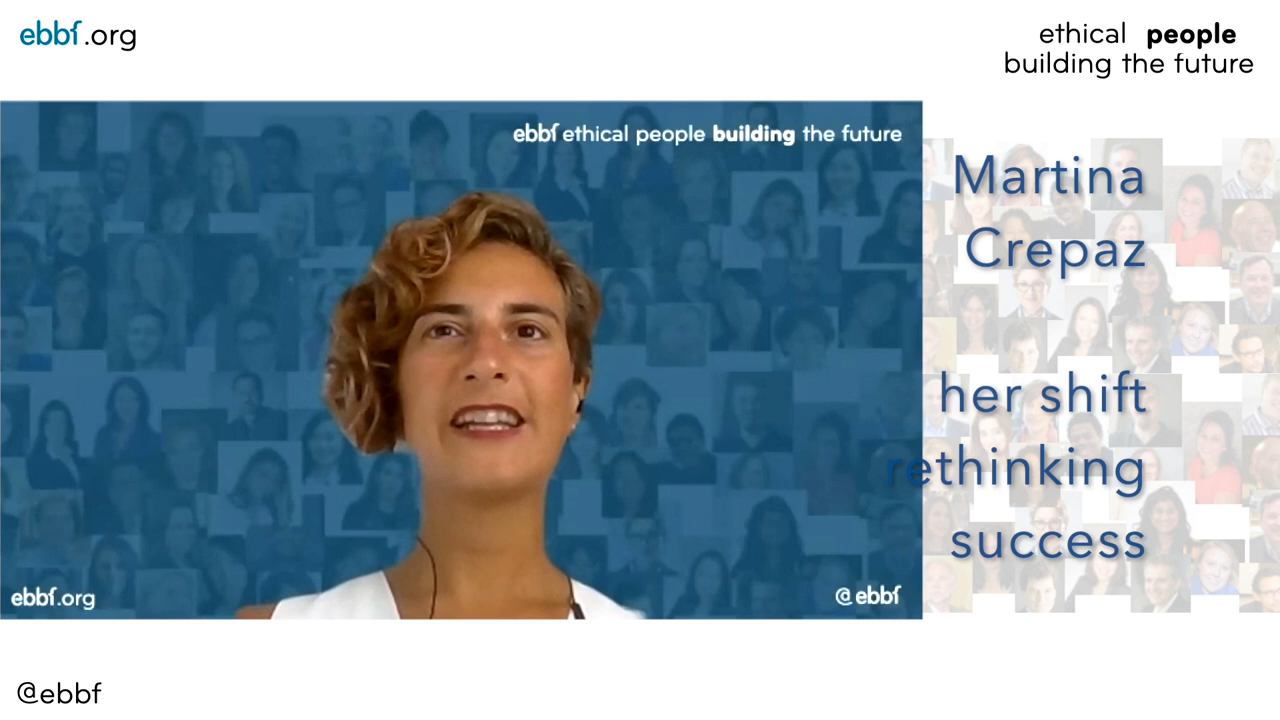 ebbf.org
ethical people
building the future
ebbf ethical people building the future
Martina
Crepaz
her shift
rethinking
success
ebbf.org
@ebbf
@ebbf